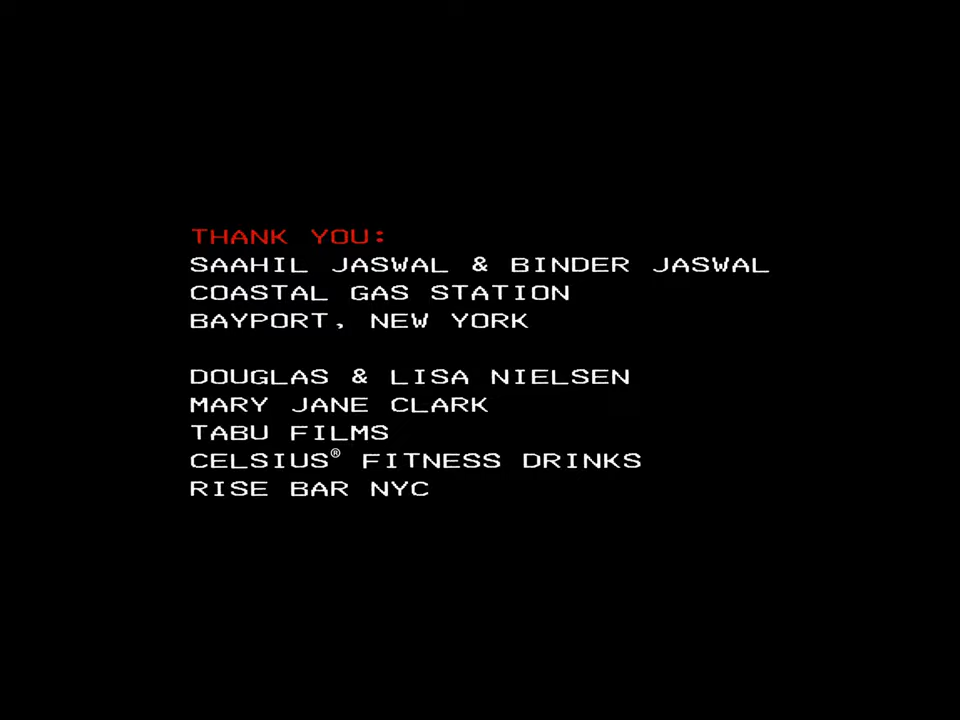 THANK YOU:
SAAHIL JASWAL & BINDER JASWAL
COASTAL GAS STATION
BAYPORT, NEW YORK
DOUGLAS & LISA NIELSEN
MARY JANE CLARK
TABU FILMS
CELSIUS® FITNESS DRINKS
RISE BAR NYC